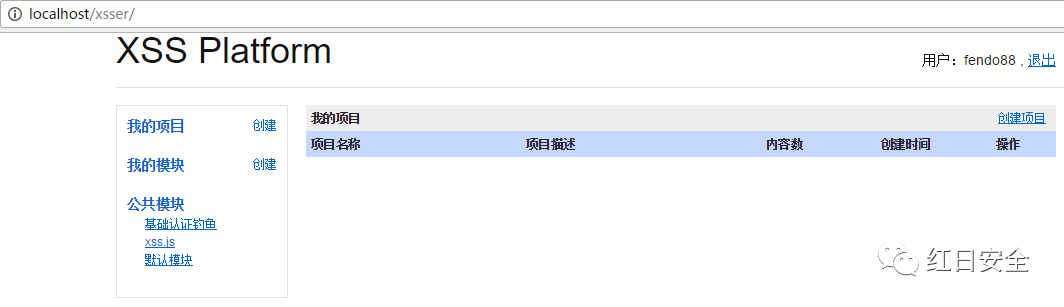 localhost/xsser/
XSS Platform
用户：fendo88 , 退出
我的项目 创建
我的模块 创建
公共模块
基础认证钓鱼
xss.js
默认模块
我的项目 创建项目
项目名称 项目描述 内容数 创建时间 操作
红日安全